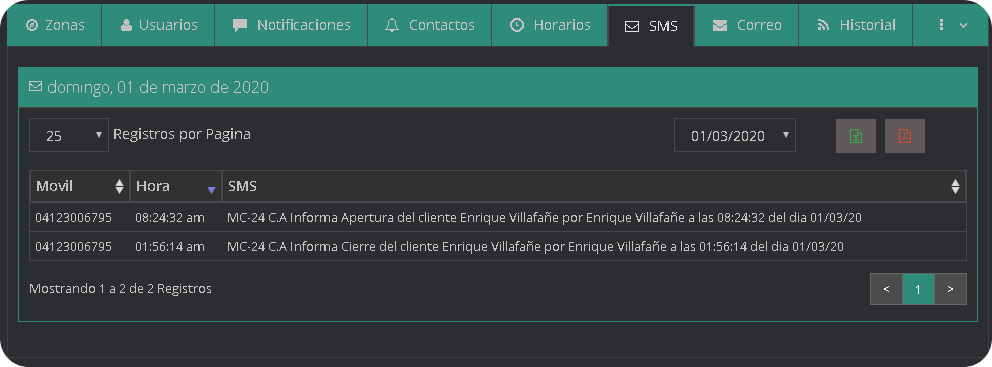 Zonas Usuarios Notificaciones Contactos Horarios SMS Correo Historial
domingo, 01 de marzo de 2020
25 Registros por Pagina 01/03/2020
Movil Hora SMS
04123006795 08:24:32 am MC-24 C.A Informa Apertura del cliente Enrique Villafañe por Enrique Villafañe a las 08:24:32 del dia 01/03/20
04123006795 01:56:14 am MC-24 C.A Informa Cierre del cliente Enrique Villafañe por Enrique Villafañe a las 01:56:14 del dia 01/03/20
Mostrando 1 a 2 de 2 Registros < 1 >